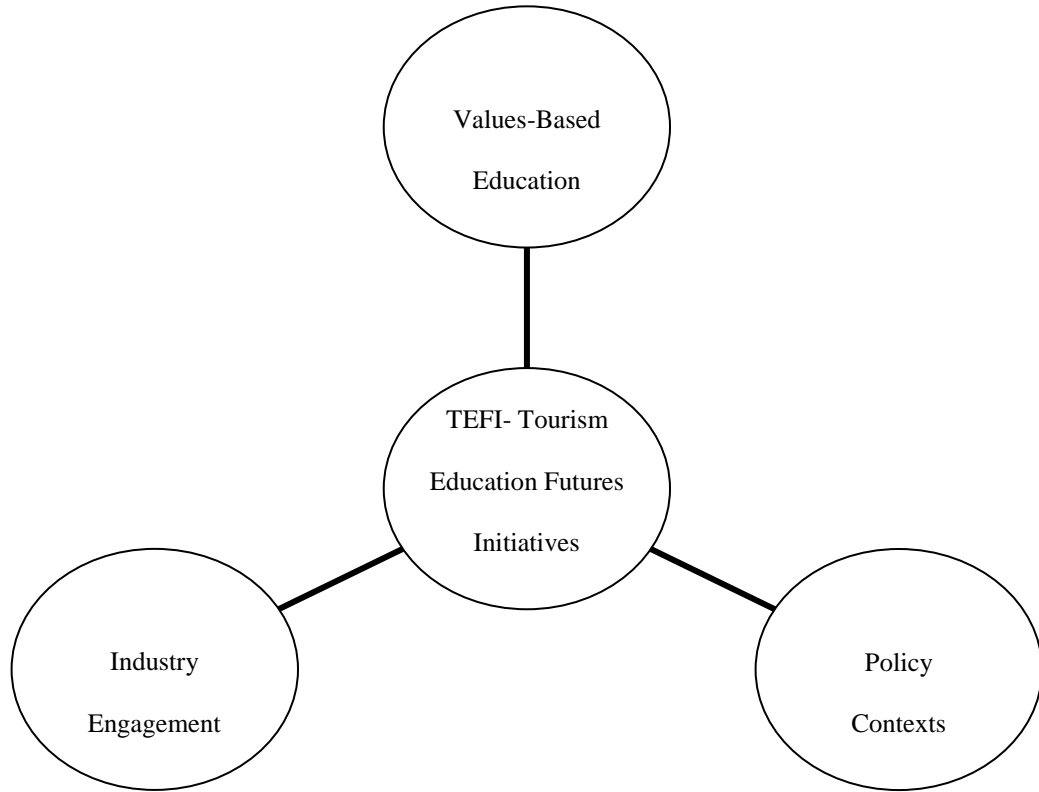 Values-Based
Education
TEFI- Tourism
Education Futures
Initiatives
Industry
Engagement
Policy
Contexts